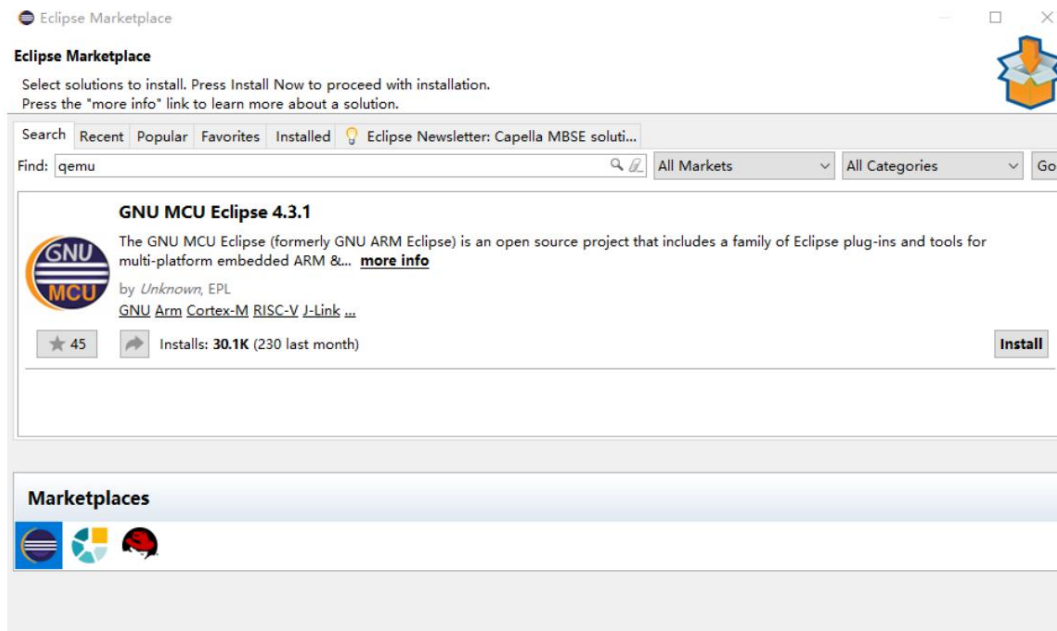 Eclipse Marketplace
Eclipse Marketplace
Select solutions to install. Press Install Now to proceed with installation.
Press the "more info" link to learn more about a solution.
Search Recent Popular Favorites Installed Eclipse Newsletter: Capella MBSE soluti...
Find: qemu All Markets All Categories Go
GNU MCU Eclipse 4.3.1
The GNU MCU Eclipse (formerly GNU ARM Eclipse) is an open source project that includes a family of Eclipse plug-ins and tools for
multi-platform embedded ARM &... more info
GNU
MCU
by Unknown, EPL
GNU Arm Cortex-M RISC-V J-Link ...
45 Installs: 30.1K (230 last month) Install
Marketplaces